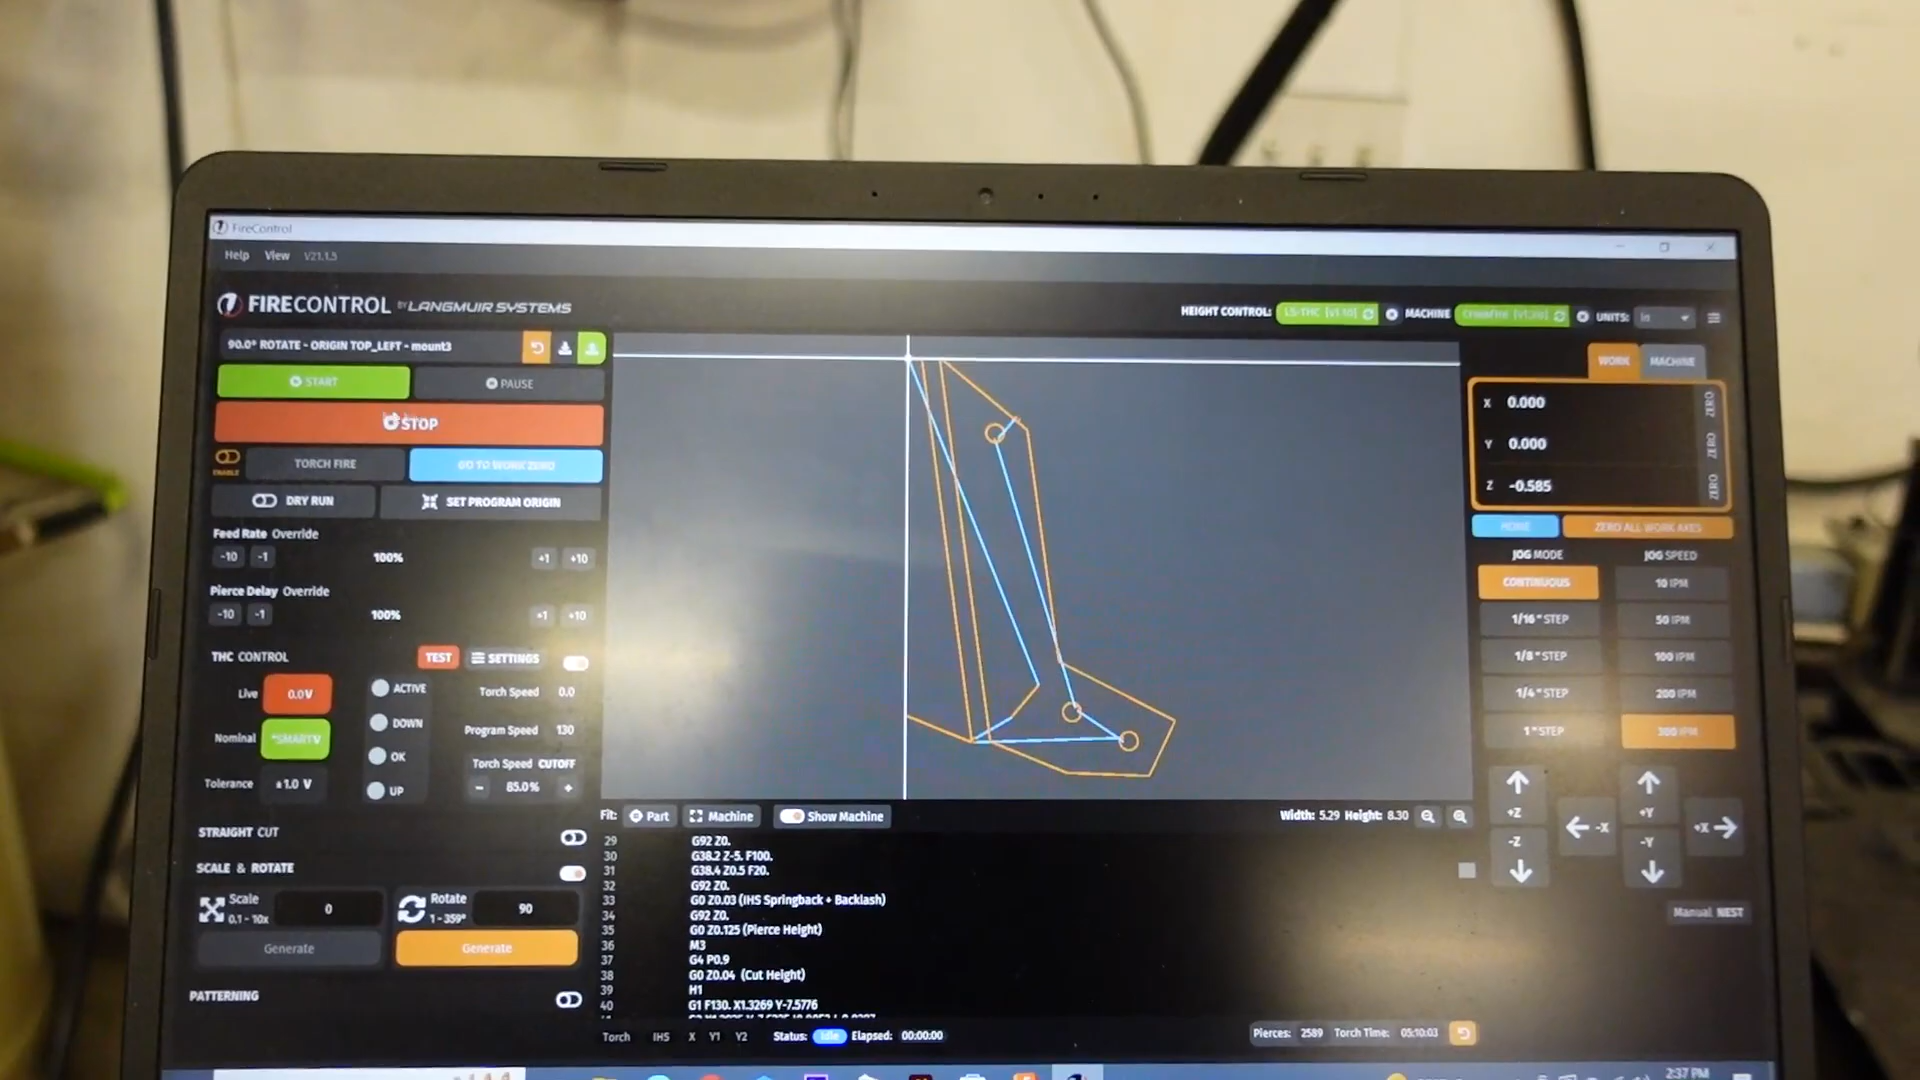 FireControl
Help View V21.1.5
FIRECONTROL BY LANGMUIR SYSTEMS
HEIGHT CONTROL: LS-THC MACHINE CrossFire UNITS: in
90.0° ROTATE - ORIGIN TOP_LEFT - mount3
START PAUSE
STOP
ENABLE TORCH FIRE GO TO WORK ZERO
DRY RUN SET PROGRAM ORIGIN
Feed Rate Override
-10 -1 100% +1 +10
Pierce Delay Override
-10 -1 100% +1 +10
THC CONTROL TEST SETTINGS
Live 0.0V ACTIVE Torch Speed 0.0
DOWN
Nominal "SMARTV Program Speed 130
OK
Torch Speed CUTOFF
Tolerance ±1.0 V UP - 85.0% +
STRAIGHT CUT
SCALE & ROTATE
Scale 0.1 - 10x 0 Rotate 1 - 359° 90
Generate Generate
PATTERNING
Fit: Part Machine Show Machine Width: 5.29 Height: 8.30
29 G92 Z0.
30 G38.2 Z-5. F100.
31 G38.4 Z0.5 F20.
32 G92 Z0.
33 G0 Z0.03 (IHS Springback + Backlash)
34 G92 Z0.
35 G0 Z0.125 (Pierce Height)
36 M3
37 G4 P0.9
38 G0 Z0.04 (Cut Height)
39 H1
40 G1 F130. X1.3269 Y-7.5776
Torch IHS X Y1 Y2 Status: Idle Elapsed: 00:00:00 Pierces: 2589 Torch Time: 05:10:03
WORK MACHINE
X 0.000 ZERO
Y 0.000 ZERO
Z -0.585 ZERO
HOME ZERO ALL WORK AXES
JOG MODE JOG SPEED
CONTINUOUS 10 IPM
1/16" STEP 50 IPM
1/8" STEP 100 IPM
1/4" STEP 200 IPM
1" STEP 300 IPM
+Z +Y
-X +X
-Z -Y
Manual NEST
2:37 PM